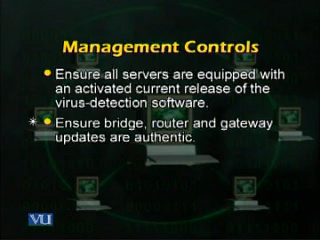 Management Controls
• Ensure all servers are equipped with
an activated current release of the
virus-detection software.
* • Ensure bridge, router and gateway
updates are authentic.
VU